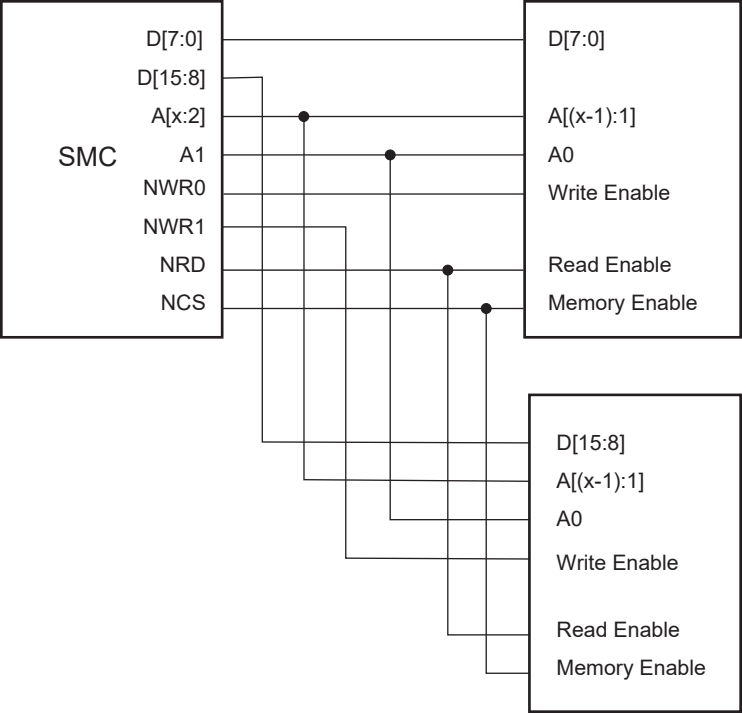 SMC
D[7:0]
D[15:8]
A[x:2]
A1
NWR0
NWR1
NRD
NCS
D[7:0]
A[(x-1):1]
A0
Write Enable
Read Enable
Memory Enable
D[15:8]
A[(x-1):1]
A0
Write Enable
Read Enable
Memory Enable